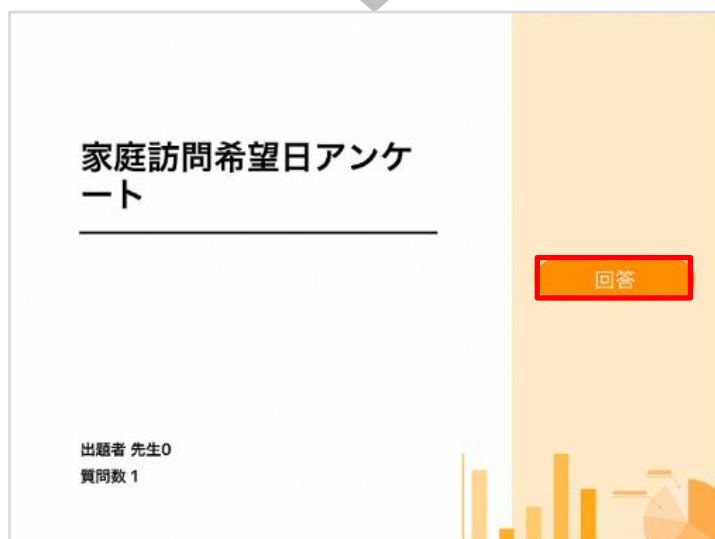 家庭訪問希望日アンケ
ート
回答
出題者 先生0
質問数 1